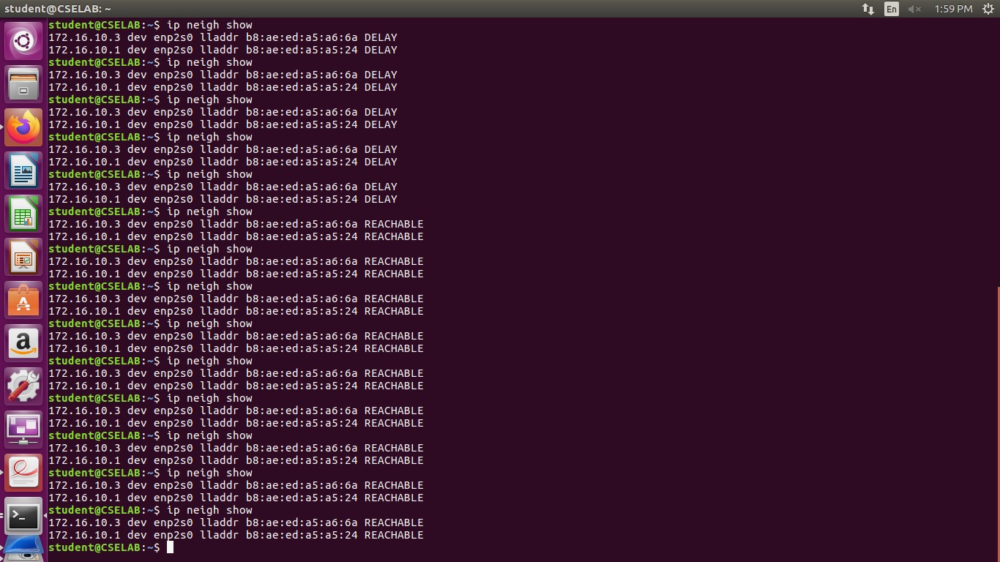 student@CSELAB: ~
En
1:59 PM
student@CSELAB:~$ ip neigh show
172.16.10.3 dev enp2s0 lladdr b8:ae:ed:a5:a6:6a DELAY
172.16.10.1 dev enp2s0 lladdr b8:ae:ed:a5:a5:24 DELAY
student@CSELAB:~$ ip neigh show
172.16.10.3 dev enp2s0 lladdr b8:ae:ed:a5:a6:6a DELAY
172.16.10.1 dev enp2s0 lladdr b8:ae:ed:a5:a5:24 DELAY
student@CSELAB:~$ ip neigh show
172.16.10.3 dev enp2s0 lladdr b8:ae:ed:a5:a6:6a DELAY
172.16.10.1 dev enp2s0 lladdr b8:ae:ed:a5:a5:24 DELAY
student@CSELAB:~$ ip neigh show
172.16.10.3 dev enp2s0 lladdr b8:ae:ed:a5:a6:6a DELAY
172.16.10.1 dev enp2s0 lladdr b8:ae:ed:a5:a5:24 DELAY
student@CSELAB:~$ ip neigh show
172.16.10.3 dev enp2s0 lladdr b8:ae:ed:a5:a6:6a DELAY
172.16.10.1 dev enp2s0 lladdr b8:ae:ed:a5:a5:24 DELAY
student@CSELAB:~$ ip neigh show
172.16.10.3 dev enp2s0 lladdr b8:ae:ed:a5:a6:6a REACHABLE
172.16.10.1 dev enp2s0 lladdr b8:ae:ed:a5:a5:24 REACHABLE
student@CSELAB:~$ ip neigh show
172.16.10.3 dev enp2s0 lladdr b8:ae:ed:a5:a6:6a REACHABLE
172.16.10.1 dev enp2s0 lladdr b8:ae:ed:a5:a5:24 REACHABLE
student@CSELAB:~$ ip neigh show
172.16.10.3 dev enp2s0 lladdr b8:ae:ed:a5:a6:6a REACHABLE
172.16.10.1 dev enp2s0 lladdr b8:ae:ed:a5:a5:24 REACHABLE
student@CSELAB:~$ ip neigh show
172.16.10.3 dev enp2s0 lladdr b8:ae:ed:a5:a6:6a REACHABLE
172.16.10.1 dev enp2s0 lladdr b8:ae:ed:a5:a5:24 REACHABLE
student@CSELAB:~$ ip neigh show
172.16.10.3 dev enp2s0 lladdr b8:ae:ed:a5:a6:6a REACHABLE
172.16.10.1 dev enp2s0 lladdr b8:ae:ed:a5:a5:24 REACHABLE
student@CSELAB:~$ ip neigh show
172.16.10.3 dev enp2s0 lladdr b8:ae:ed:a5:a6:6a REACHABLE
172.16.10.1 dev enp2s0 lladdr b8:ae:ed:a5:a5:24 REACHABLE
student@CSELAB:~$ ip neigh show
172.16.10.3 dev enp2s0 lladdr b8:ae:ed:a5:a6:6a REACHABLE
172.16.10.1 dev enp2s0 lladdr b8:ae:ed:a5:a5:24 REACHABLE
student@CSELAB:~$ ip neigh show
172.16.10.3 dev enp2s0 lladdr b8:ae:ed:a5:a6:6a REACHABLE
172.16.10.1 dev enp2s0 lladdr b8:ae:ed:a5:a5:24 REACHABLE
student@CSELAB:~$ ip neigh show
172.16.10.3 dev enp2s0 lladdr b8:ae:ed:a5:a6:6a REACHABLE
172.16.10.1 dev enp2s0 lladdr b8:ae:ed:a5:a5:24 REACHABLE
student@CSELAB:~$